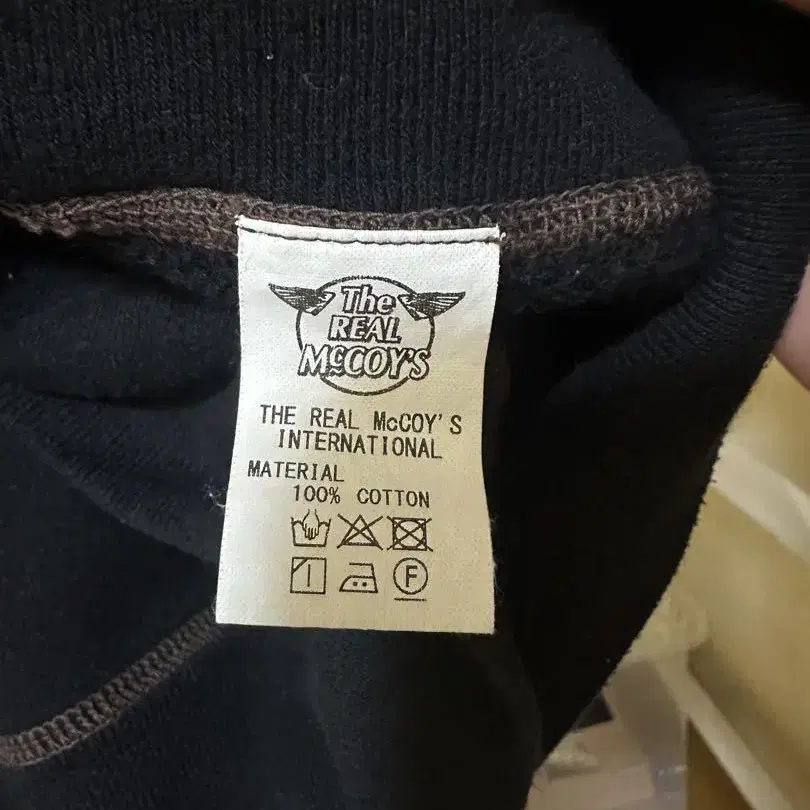 The
REAL
McCOY'S
THE REAL McCOY'S
INTERNATIONAL
MATERIAL
100% COTTON
F